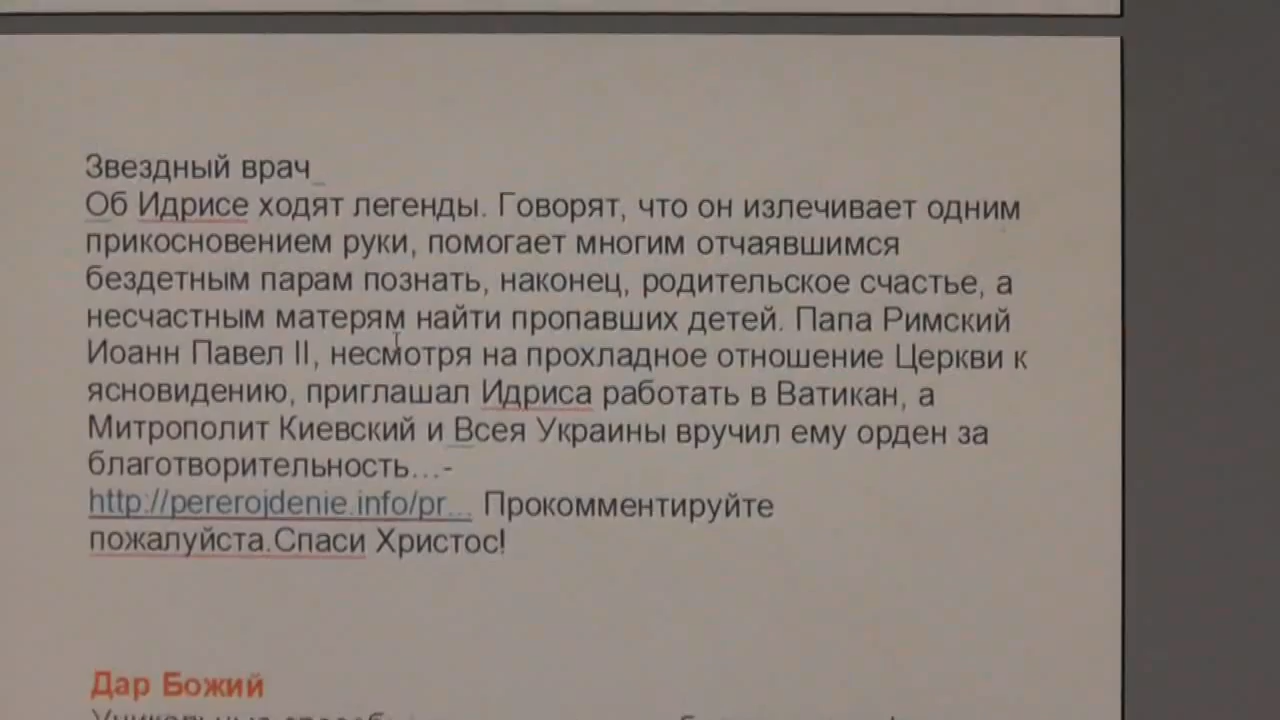 Звездный врач
Об Идрисе ходят легенды. Говорят, что он излечивает одним
прикосновением руки, помогает многим отчаявшимся
бездетным парам познать, наконец, родительское счастье, а
несчастным матерям найти пропавших детей. Папа Римский
Иоанн Павел II, несмотря на прохладное отношение Церкви к
ясновидению, приглашал Идриса работать в Ватикан, а
Митрополит Киевский и Всея Украины вручил ему орден за
благотворительность...-
http://pererojdenie.info/pr... Прокомментируйте
пожалуйста.Спаси Христос!
Дар Божий